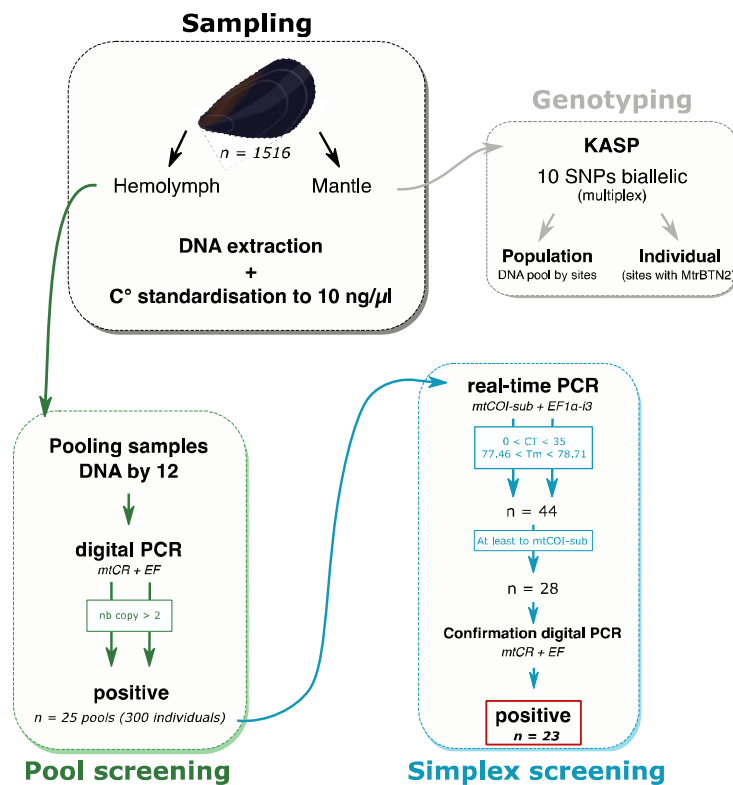 Sampling
n = 1516
Hemolymph
Mantle
DNA extraction
+
C° standardisation to 10 ng/µl
Genotyping
KASP
10 SNPs biallelic
(multiplex)
Population
DNA pool by sites
Individual
(sites with MtrBTN2)
Pooling samples
DNA by 12
digital PCR
mtCR + EF
nb copy > 2
positive
n = 25 pools (300 individuals)
Pool screening
real-time PCR
mtCOI-sub + EF1α-i3
0 < CT < 35
77.46 < Tm < 78.71
n = 44
At least to mtCOI-sub
n = 28
Confirmation digital PCR
mtCR + EF
positive
n = 23
Simplex screening